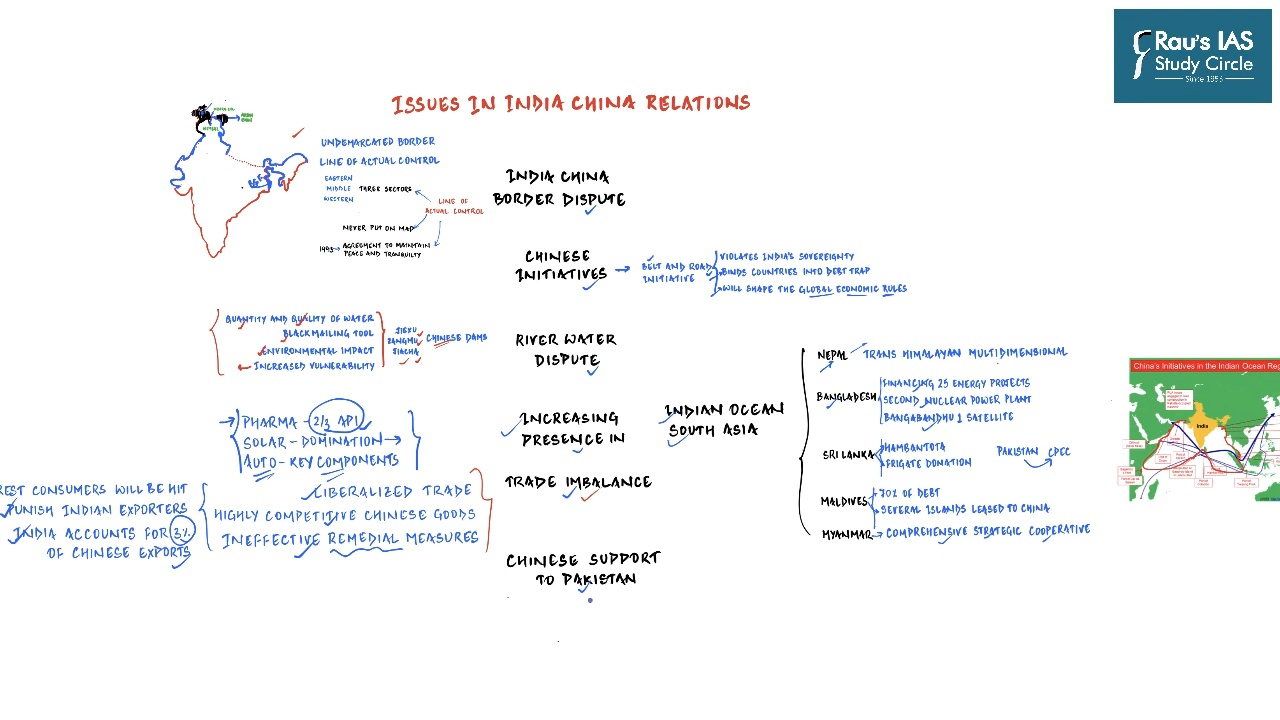 Rau's IAS
Study Circle
Since 1953
ISSUES IN INDIA CHINA RELATIONS
UNDEMARCATED BORDER
LINE OF ACTUAL CONTROL
EASTERN
MIDDLE
WESTERN
THREE SECTORS
LINE OF
ACTUAL CONTROL
NEVER PUT ON MAP
1993 → AGREEMENT TO MAINTAIN
PEACE AND TRANQUILTY
INDIA CHINA
BORDER DISPUTE
CHINESE
INITIATIVES
BELT AND ROAD
INITIATIVE
VIOLATES INDIA'S SOVERIGNTY
BINDS COUNTRIES INTO DEBT TRAP
WILL SHAPE THE GLOBAL ECONOMIC RULES
QUANTITY AND QUALITY OF WATER
BLACKMAILING TOOL
ENVIRONMENTAL IMPACT
INCREASED VULNERABILITY
JIEXU
ZANGMU
JIACHA
CHINESE DAMS
RIVER WATER
DISPUTE
PHARMA - 2/3 API
SOLAR - DOMINATION →
AUTO - KEY COMPONENTS
INCREASING
PRESENCE IN
INDIAN OCEAN
SOUTH ASIA
NEPAL
TRANS HIMALAYAN MULTIDIMENSIONAL
BANGLADESH
FINANCING 25 ENERGY PROJECTS
SECOND NUCLEAR POWER PLANT
BANGABANDHU 1 SATELLITE
SRI LANKA
HAMBANTOTA
FRIGATE DONATION
PAKISTAN CPEC
MALDIVES
70% OF DEBT
SEVERAL ISLANDS LEASED TO CHINA
MYANMAR → COMPREHENSIVE STRATEGIC COOPERATIVE
China's Initiatives in the Indian Ocean Reg
India
TRADE IMBALANCE
LIBERALIZED TRADE
HIGHLY COMPETITIVE CHINESE GOODS
INEFFECTIVE REMEDIAL MEASURES
REST CONSUMERS WILL BE HIT
PUNISH INDIAN EXPORTERS
INDIA ACCOUNTS FOR 3%
OF CHINESE EXPORTS
CHINESE SUPPORT
TO PAKISTAN